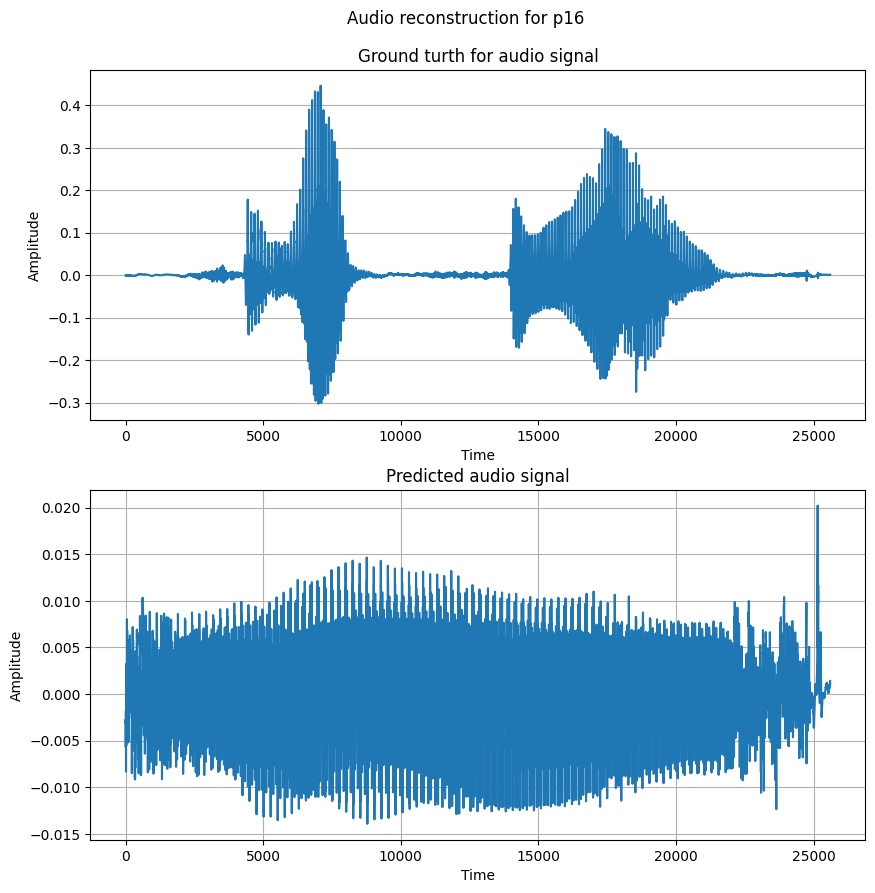 Audio reconstruction for p16
Ground turth for audio signal
0.4
0.3
0.2
0.1
0.0
−0.1
−0.2
−0.3
Amplitude
0 5000 10000 15000 20000 25000
Time
Predicted audio signal
0.020
0.015
0.010
0.005
0.000
−0.005
−0.010
−0.015
Amplitude
0 5000 10000 15000 20000 25000
Time